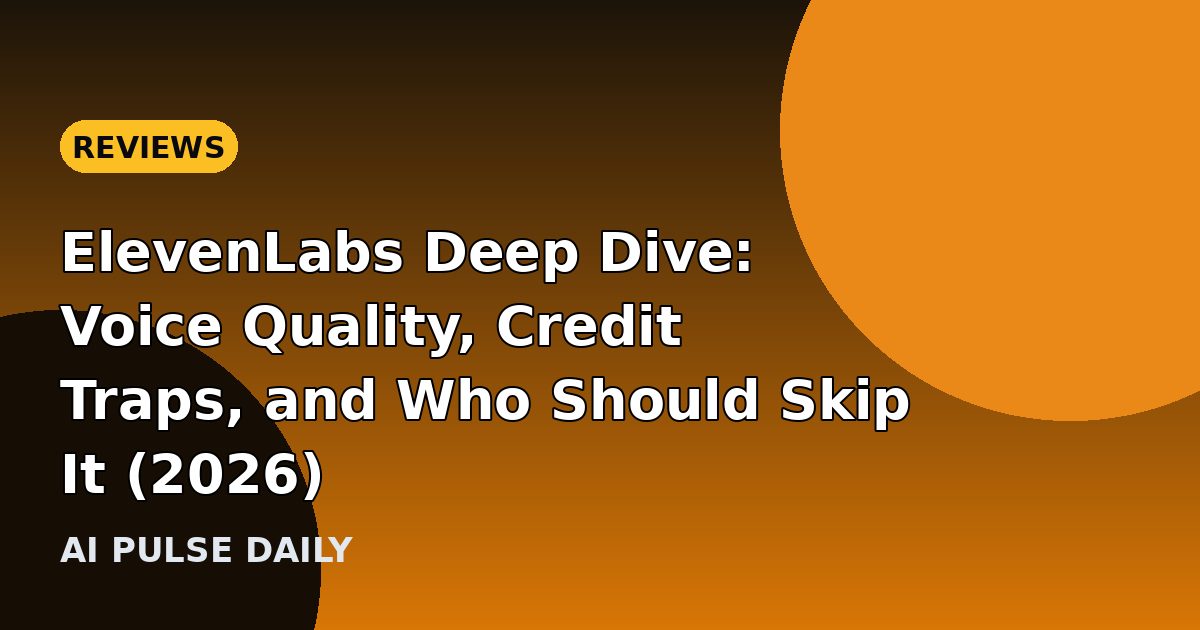 REVIEWS
ElevenLabs Deep Dive:
Voice Quality, Credit
Traps, and Who Should Skip
It (2026)
AI PULSE DAILY